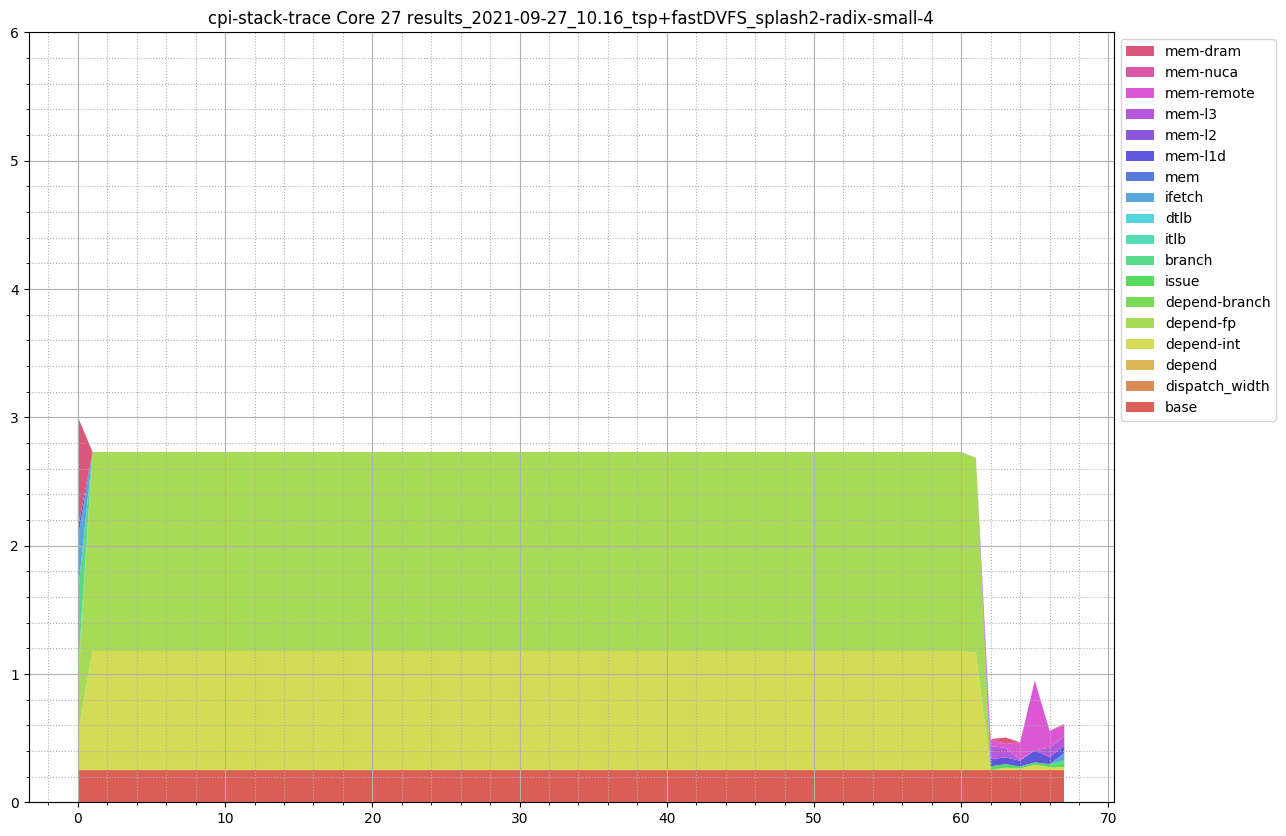 cpi-stack-trace Core 27 results_2021-09-27_10.16_tsp+fastDVFS_splash2-radix-small-4
6
5
4
3
2
1
0
0 10 20 30 40 50 60 70
mem-dram
mem-nuca
mem-remote
mem-l3
mem-l2
mem-l1d
mem
ifetch
dtlb
itlb
branch
issue
depend-branch
depend-fp
depend-int
depend
dispatch_width
base